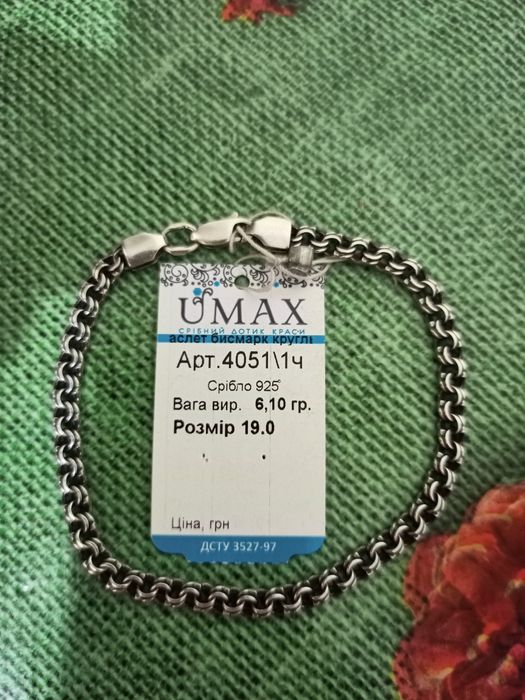 UMAX
СРІБНИЙ ДОТИК КРАСИ
аслет бисмарк кругль
Арт.4051\1ч
Срібло 925°
Вага вир. 6,10 гр.
Розмір 19.0
Ціна, грн
ДСТУ 3527-97